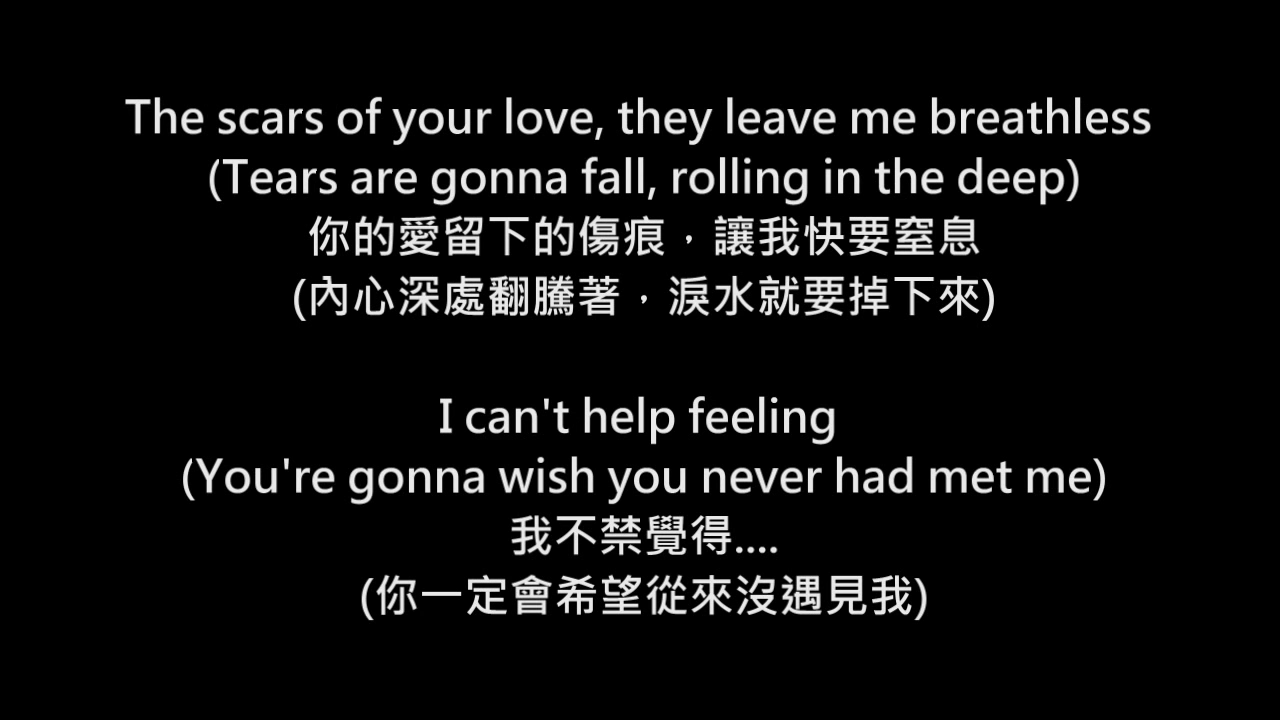 The scars of your love, they leave me breathless
(Tears are gonna fall, rolling in the deep)
你的愛留下的傷痕，讓我快要窒息
(內心深處翻騰著，淚水就要掉下來)
I can't help feeling
(You're gonna wish you never had met me)
我不禁覺得....
(你一定會希望從來沒遇見我)